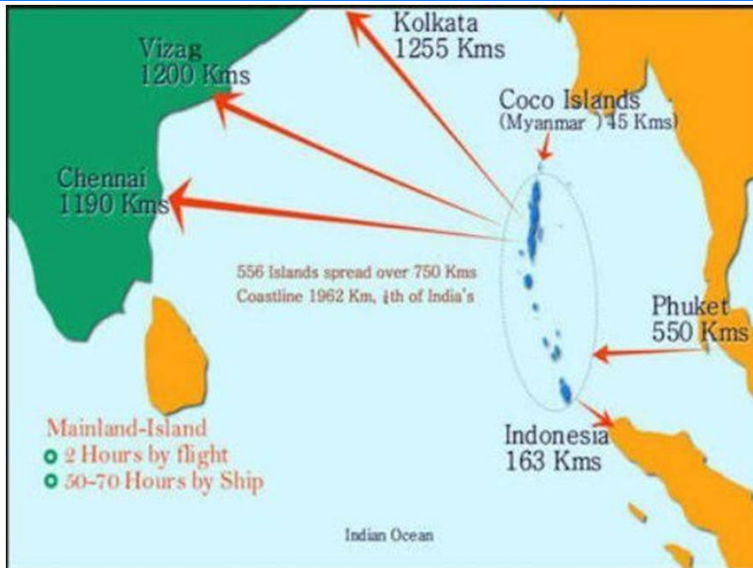 Kolkata
1255 Kms
Vizag
1200 Kms
Coco Islands
(Myanmar ) 45 Kms)
Chennai
1190 Kms
556 Islands spread over 750 Kms
Coastline 1962 Km, ¼th of India's
Phuket
550 Kms
Mainland-Island
2 Hours by flight
50-70 Hours by Ship
Indonesia
163 Kms
Indian Ocean